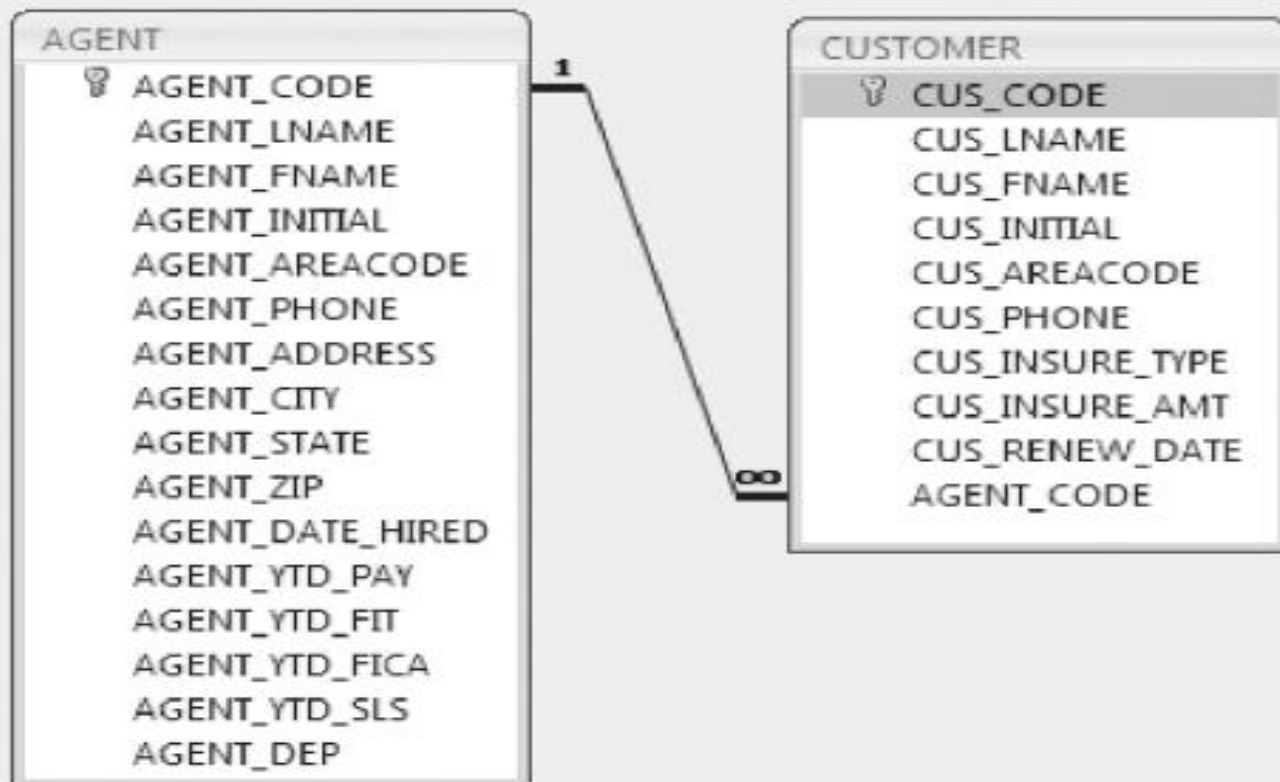 AGENT
AGENT_CODE
AGENT_LNAME
AGENT_FNAME
AGENT_INITIAL
AGENT_AREACODE
AGENT_PHONE
AGENT_ADDRESS
AGENT_CITY
AGENT_STATE
AGENT_ZIP
AGENT_DATE_HIRED
AGENT_YTD_PAY
AGENT_YTD_FIT
AGENT_YTD_FICA
AGENT_YTD_SLS
AGENT_DEP
1
∞
CUSTOMER
CUS_CODE
CUS_LNAME
CUS_FNAME
CUS_INITIAL
CUS_AREACODE
CUS_PHONE
CUS_INSURE_TYPE
CUS_INSURE_AMT
CUS_RENEW_DATE
AGENT_CODE